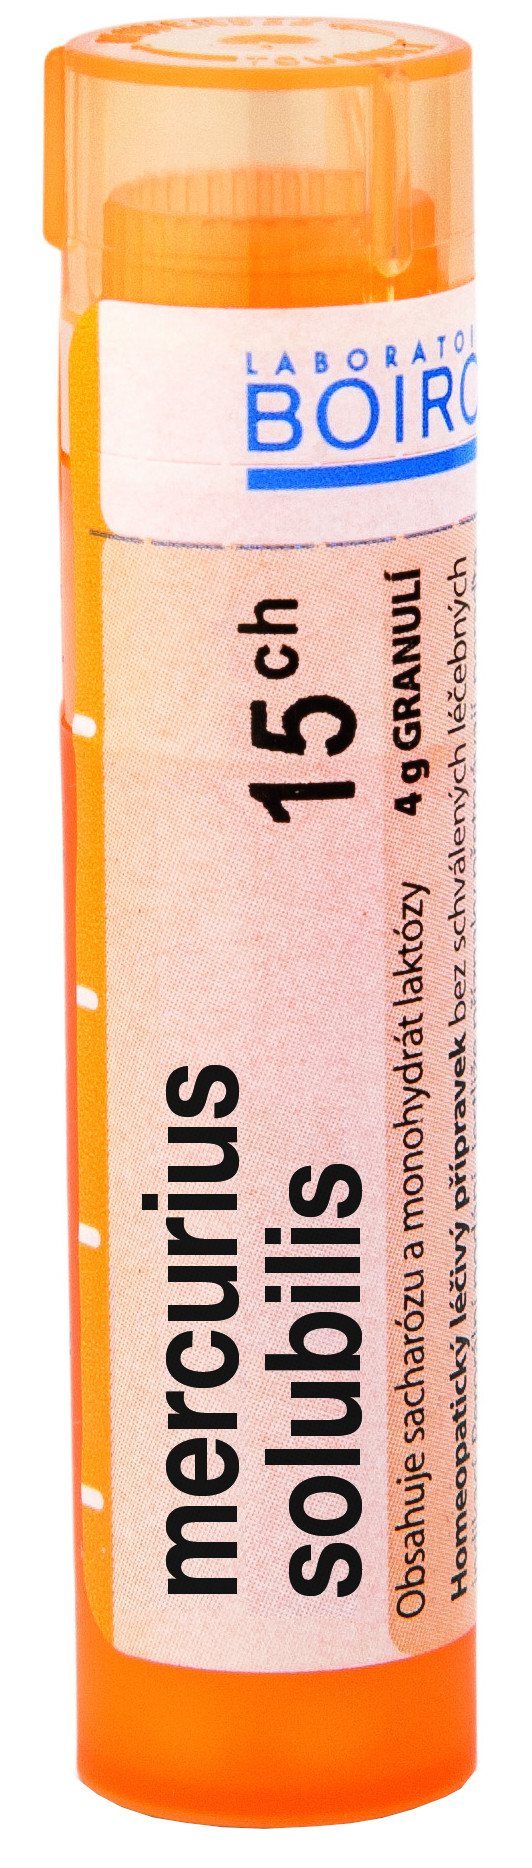 LABORATOI
BOIRO
mercurius
solubilis
15 ch
Obsahuje sacharózu a monohydrát laktózy 4 g GRANULÍ
Homeopatický léčivý přípravek bez schválených léčebných